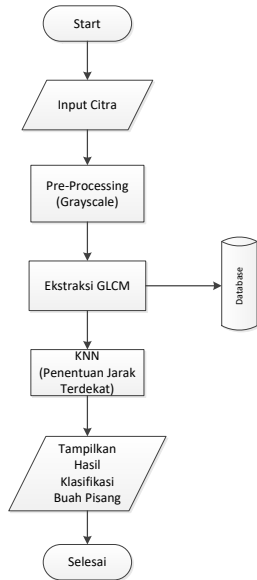 Start
Input Citra
Pre-Processing
(Grayscale)
Ekstraksi GLCM
Database
KNN
(Penentuan Jarak
Terdekat)
Tampilkan
Hasil
Klasifikasi
Buah Pisang
Selesai